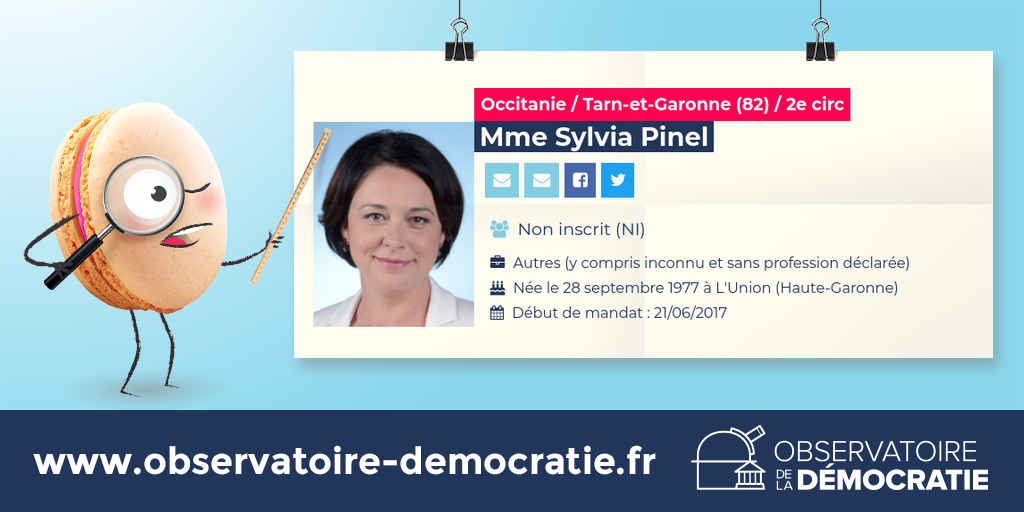 Occitanie / Tarn-et-Garonne (82) / 2e circ
Mme Sylvia Pinel
Non inscrit (NI)
Autres (y compris inconnu et sans profession déclarée)
Née le 28 septembre 1977 à L'Union (Haute-Garonne)
Début de mandat : 21/06/2017
www.observatoire-democratie.fr
OBSERVATOIRE
DE LA DÉMOCRATIE